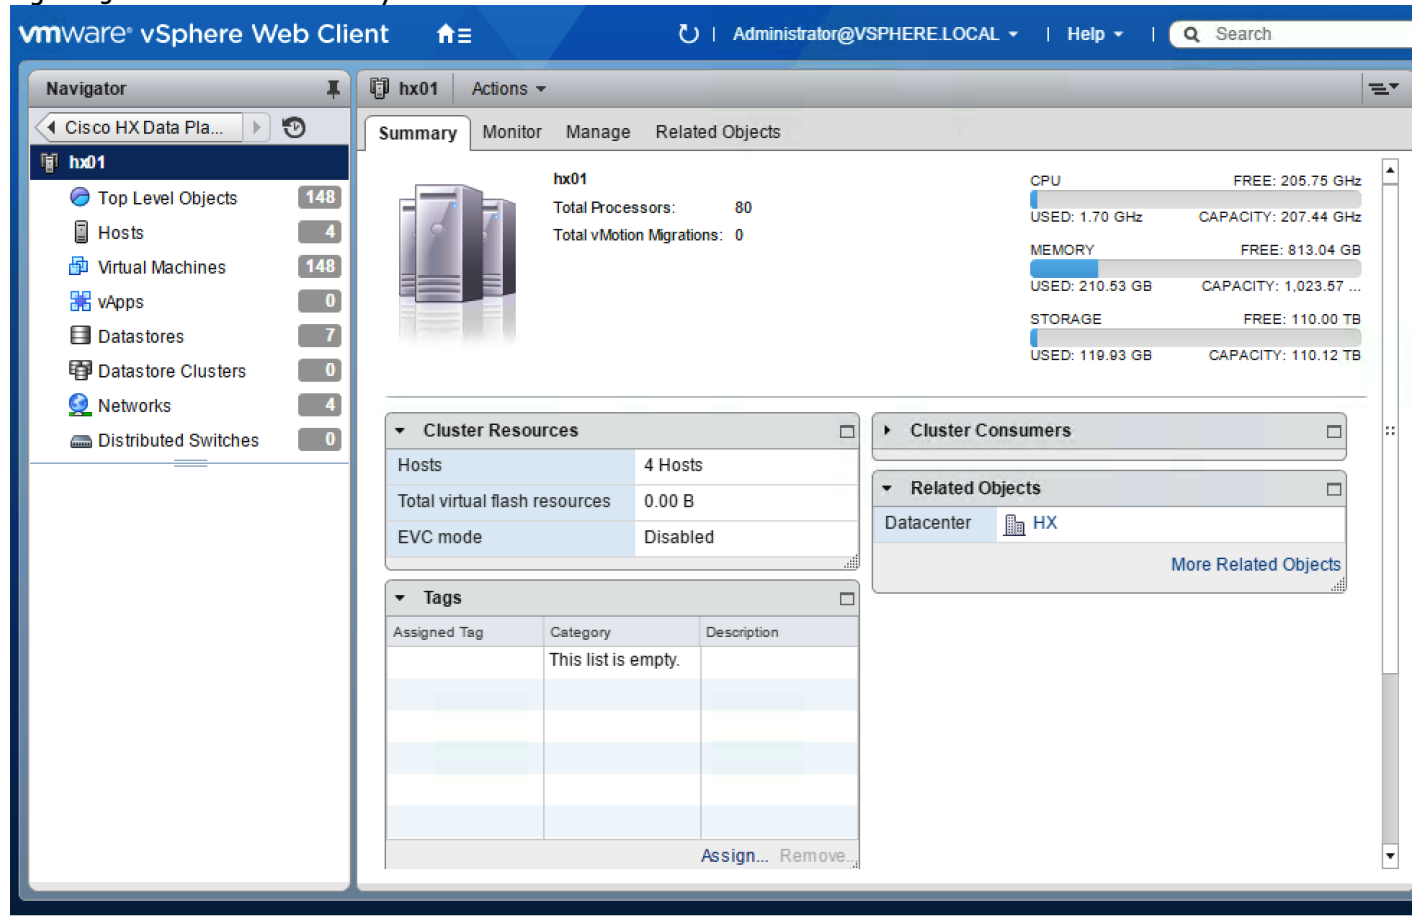 vmware® vSphere Web Client
Administrator@VSPHERE.LOCAL
Help
Search
Navigator
Cisco HX Data Pla...
hx01
Top Level Objects 148
Hosts 4
Virtual Machines 148
vApps 0
Datastores 7
Datastore Clusters 0
Networks 4
Distributed Switches 0
hx01 Actions
Summary Monitor Manage Related Objects
hx01
Total Processors: 80
Total vMotion Migrations: 0
CPU FREE: 205.75 GHz
USED: 1.70 GHz CAPACITY: 207.44 GHz
MEMORY FREE: 813.04 GB
USED: 210.53 GB CAPACITY: 1,023.57 ...
STORAGE FREE: 110.00 TB
USED: 119.93 GB CAPACITY: 110.12 TB
Cluster Resources
Hosts 4 Hosts
Total virtual flash resources 0.00 B
EVC mode Disabled
Tags
Assigned Tag Category Description
This list is empty.
Assign... Remove...
Cluster Consumers
Related Objects
Datacenter HX
More Related Objects